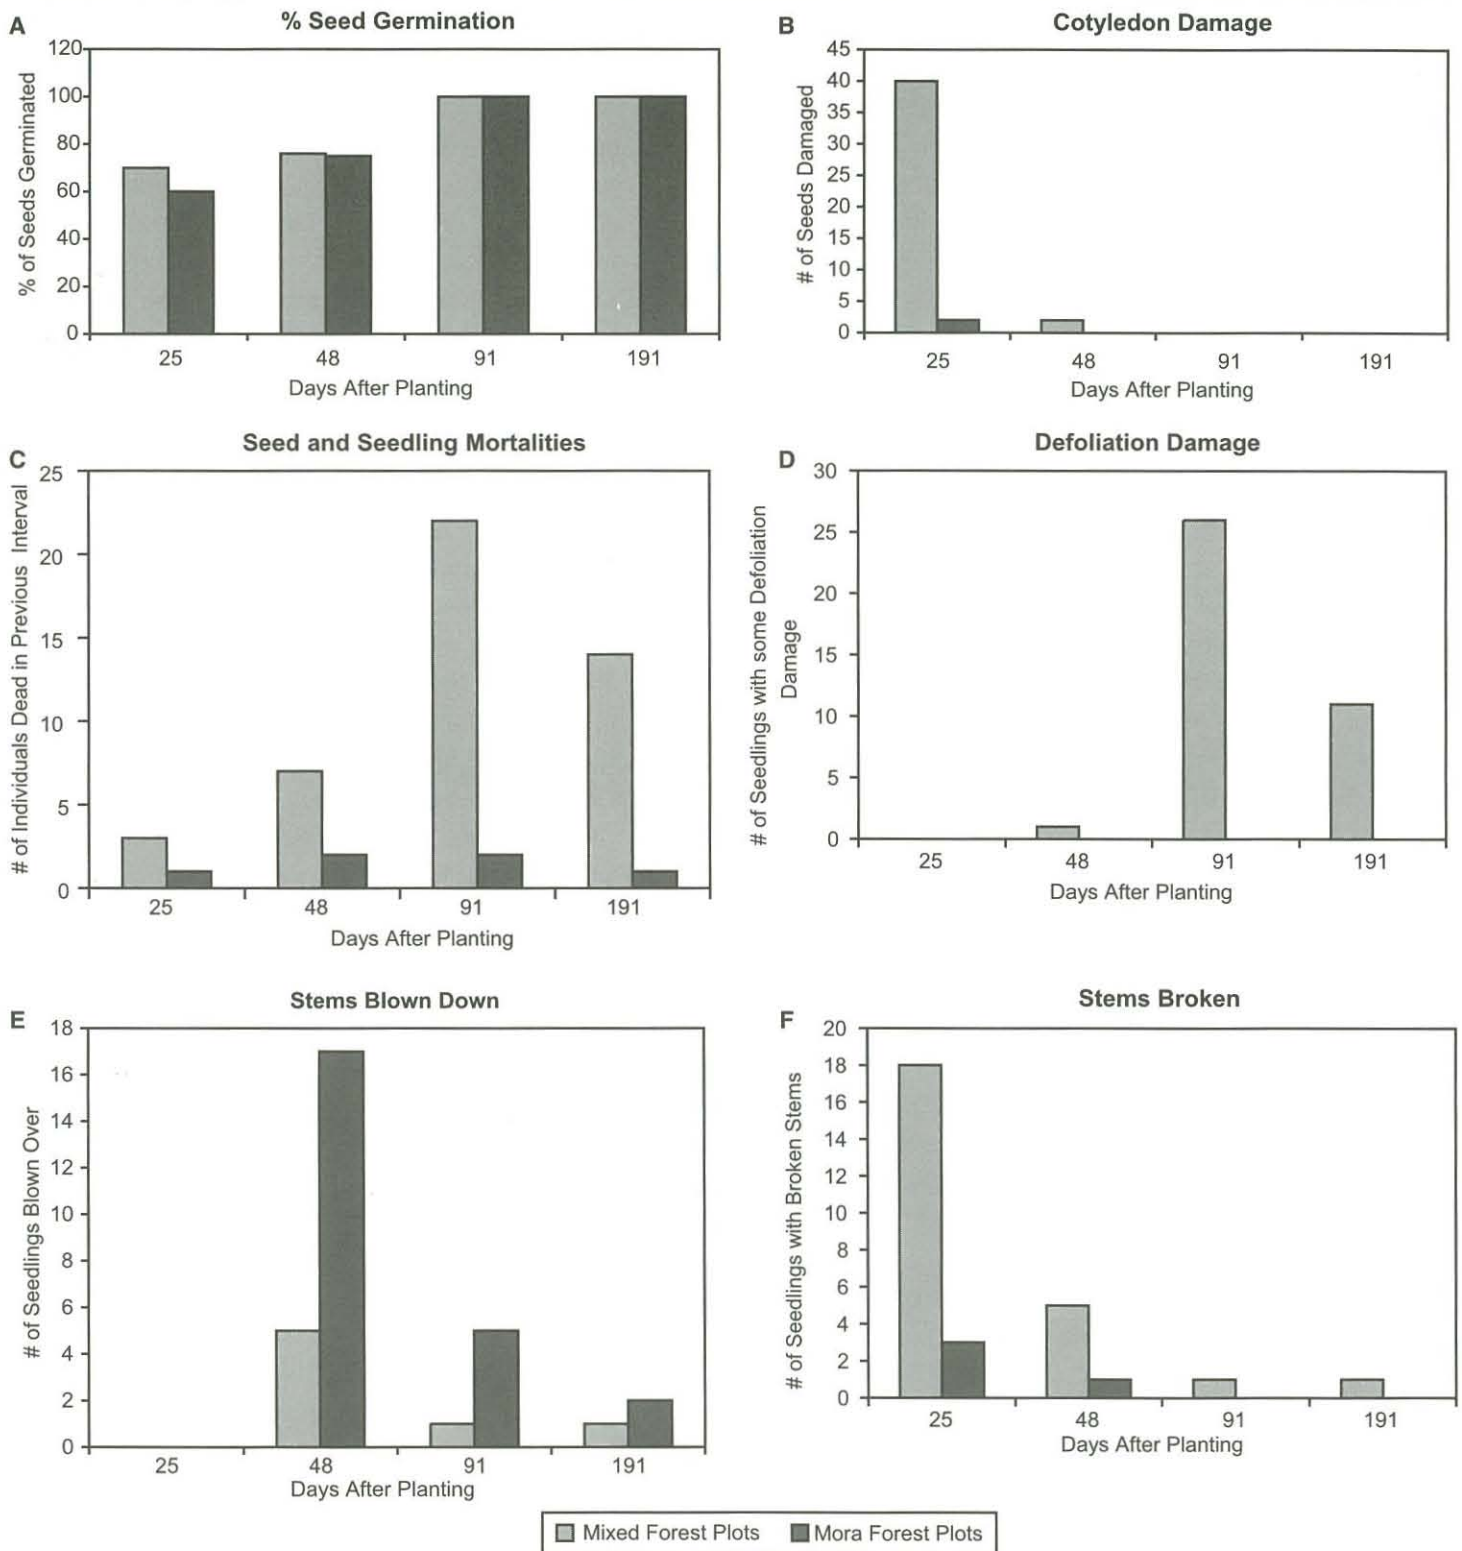 A
% Seed Germination
% of Seeds Germinated
120
100
80
60
40
20
0
25 48 91 191
Days After Planting
B
Cotyledon Damage
# of Seeds Damaged
45
40
35
30
25
20
15
10
5
0
25 48 91 191
Days After Planting
C
Seed and Seedling Mortalities
# of Individuals Dead in Previous Interval
25
20
15
10
5
0
25 48 91 191
Days After Planting
D
Defoliation Damage
# of Seedlings with some Defoliation
Damage
30
25
20
15
10
5
0
25 48 91 191
Days After Planting
E
Stems Blown Down
# of Seedlings Blown Over
18
16
14
12
10
8
6
4
2
0
25 48 91 191
Days After Planting
F
Stems Broken
# of Seedlings with Broken Stems
20
18
16
14
12
10
8
6
4
2
0
25 48 91 191
Days After Planting
Mixed Forest Plots Mora Forest Plots